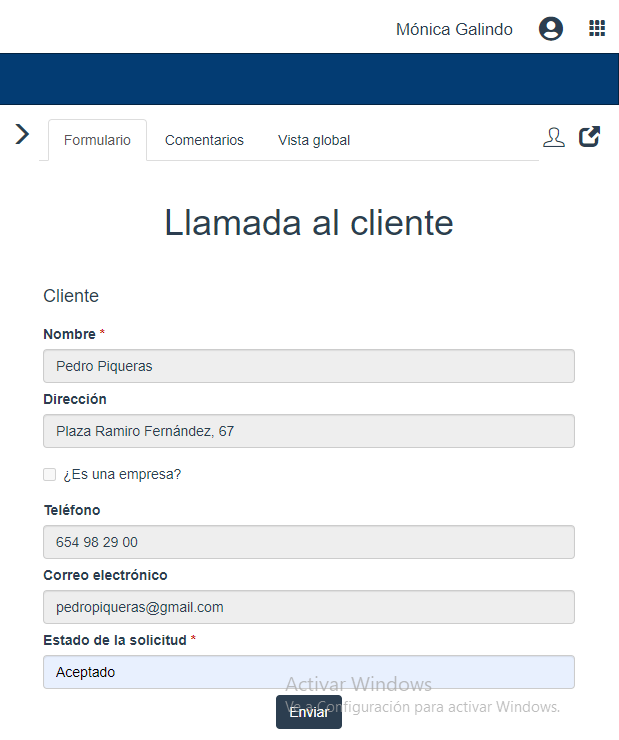 Mónica Galindo
Formulario Comentarios Vista global
Llamada al cliente
Cliente
Nombre *
Pedro Piqueras
Dirección
Plaza Ramiro Fernández, 67
¿Es una empresa?
Teléfono
654 98 29 00
Correo electrónico
pedropiqueras@gmail.com
Estado de la solicitud *
Aceptado
Activar Windows
Ve a Configuración para activar Windows.
Enviar